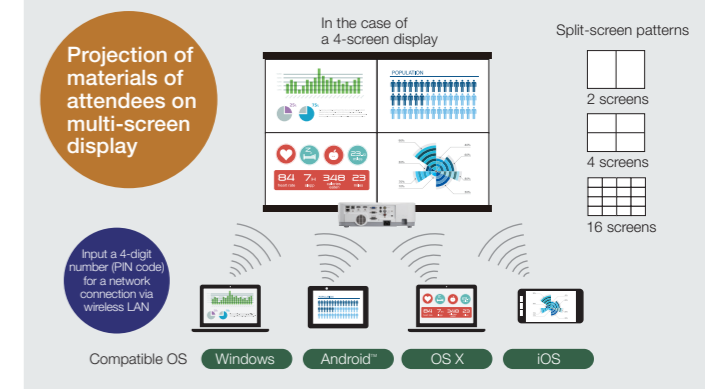 In the case of
a 4-screen display
Split-screen patterns
Projection of
materials of
attendees on
multi-screen
display
POPULATION
2 screens
4 screens
84 7H 348 23
16 screens
Input a 4-digit
number (PIN code)
for a network
connection via
wireless LAN
Compatible OS
Windows
Android™
OS X
iOS